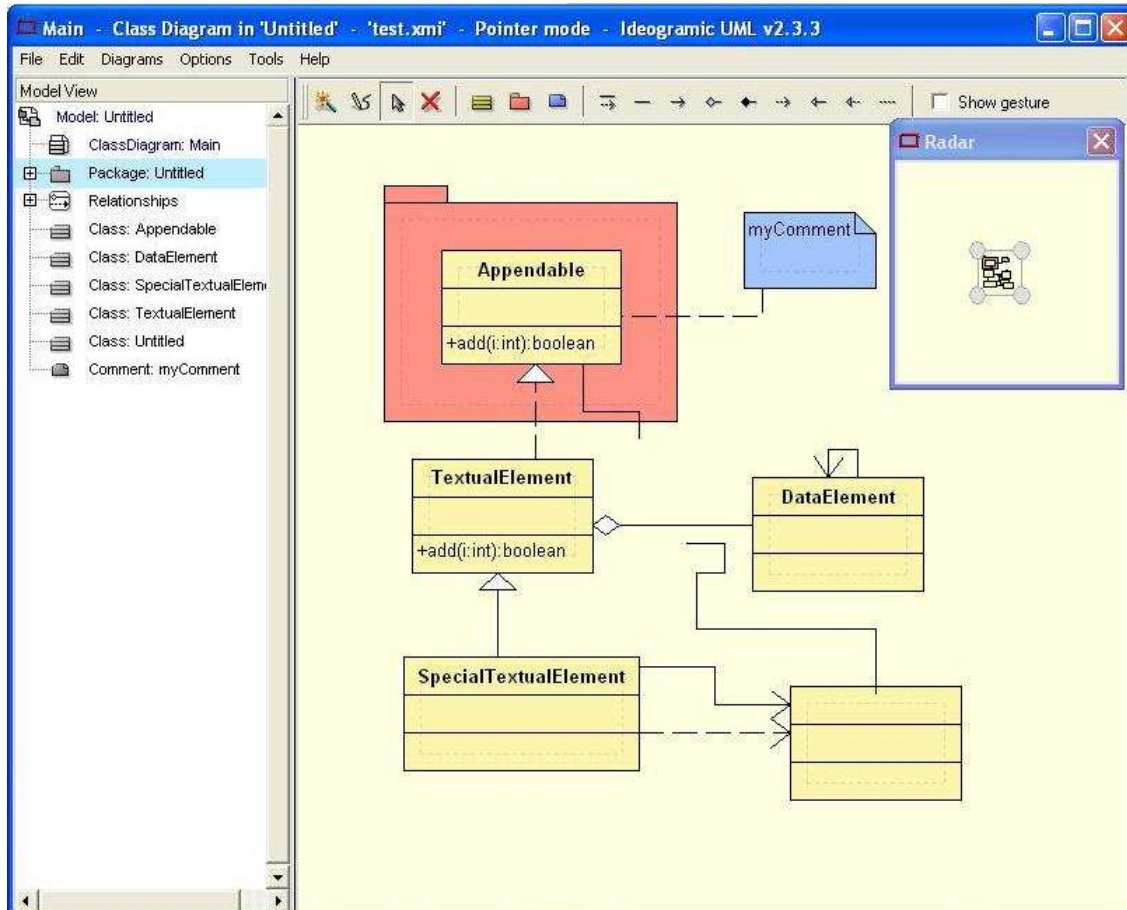 Main - Class Diagram in 'Untitled' - 'test.xmi' - Pointer mode - Ideogramic UML v2.3.3
File Edit Diagrams Options Tools Help
Model View
Model: Untitled
ClassDiagram: Main
Package: Untitled
Relationships
Class: Appendable
Class: DataElement
Class: SpecialTextualElem
Class: TextualElement
Class: Untitled
Comment: myComment
Show gesture
Radar
myComment
Appendable
+add(i:int):boolean
TextualElement
+add(i:int):boolean
DataElement
SpecialTextualElement